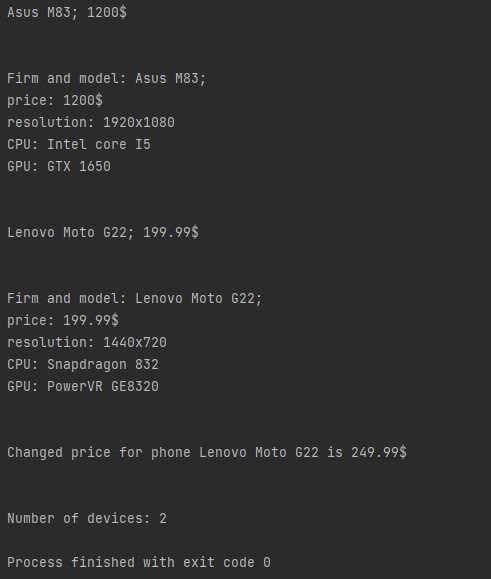 Asus M83; 1200$
Firm and model: Asus M83;
price: 1200$
resolution: 1920x1080
CPU: Intel core I5
GPU: GTX 1650
Lenovo Moto G22; 199.99$
Firm and model: Lenovo Moto G22;
price: 199.99$
resolution: 1440x720
CPU: Snapdragon 832
GPU: PowerVR GE8320
Changed price for phone Lenovo Moto G22 is 249.99$
Number of devices: 2
Process finished with exit code 0